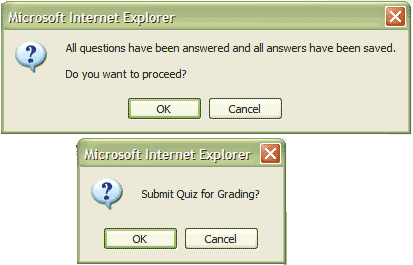 Microsoft Internet Explorer
All questions have been answered and all answers have been saved.
Do you want to proceed?
OK Cancel
Microsoft Internet Explorer
Submit Quiz for Grading?
OK Cancel